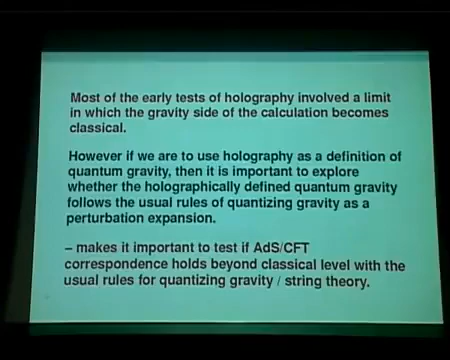 Most of the early tests of holography involved a limit
in which the gravity side of the calculation becomes
classical.
However if we are to use holography as a definition of
quantum gravity, then it is important to explore
whether the holographically defined quantum gravity
follows the usual rules of quantizing gravity as a
perturbation expansion.
– makes it important to test if AdS/CFT
correspondence holds beyond classical level with the
usual rules for quantizing gravity / string theory.